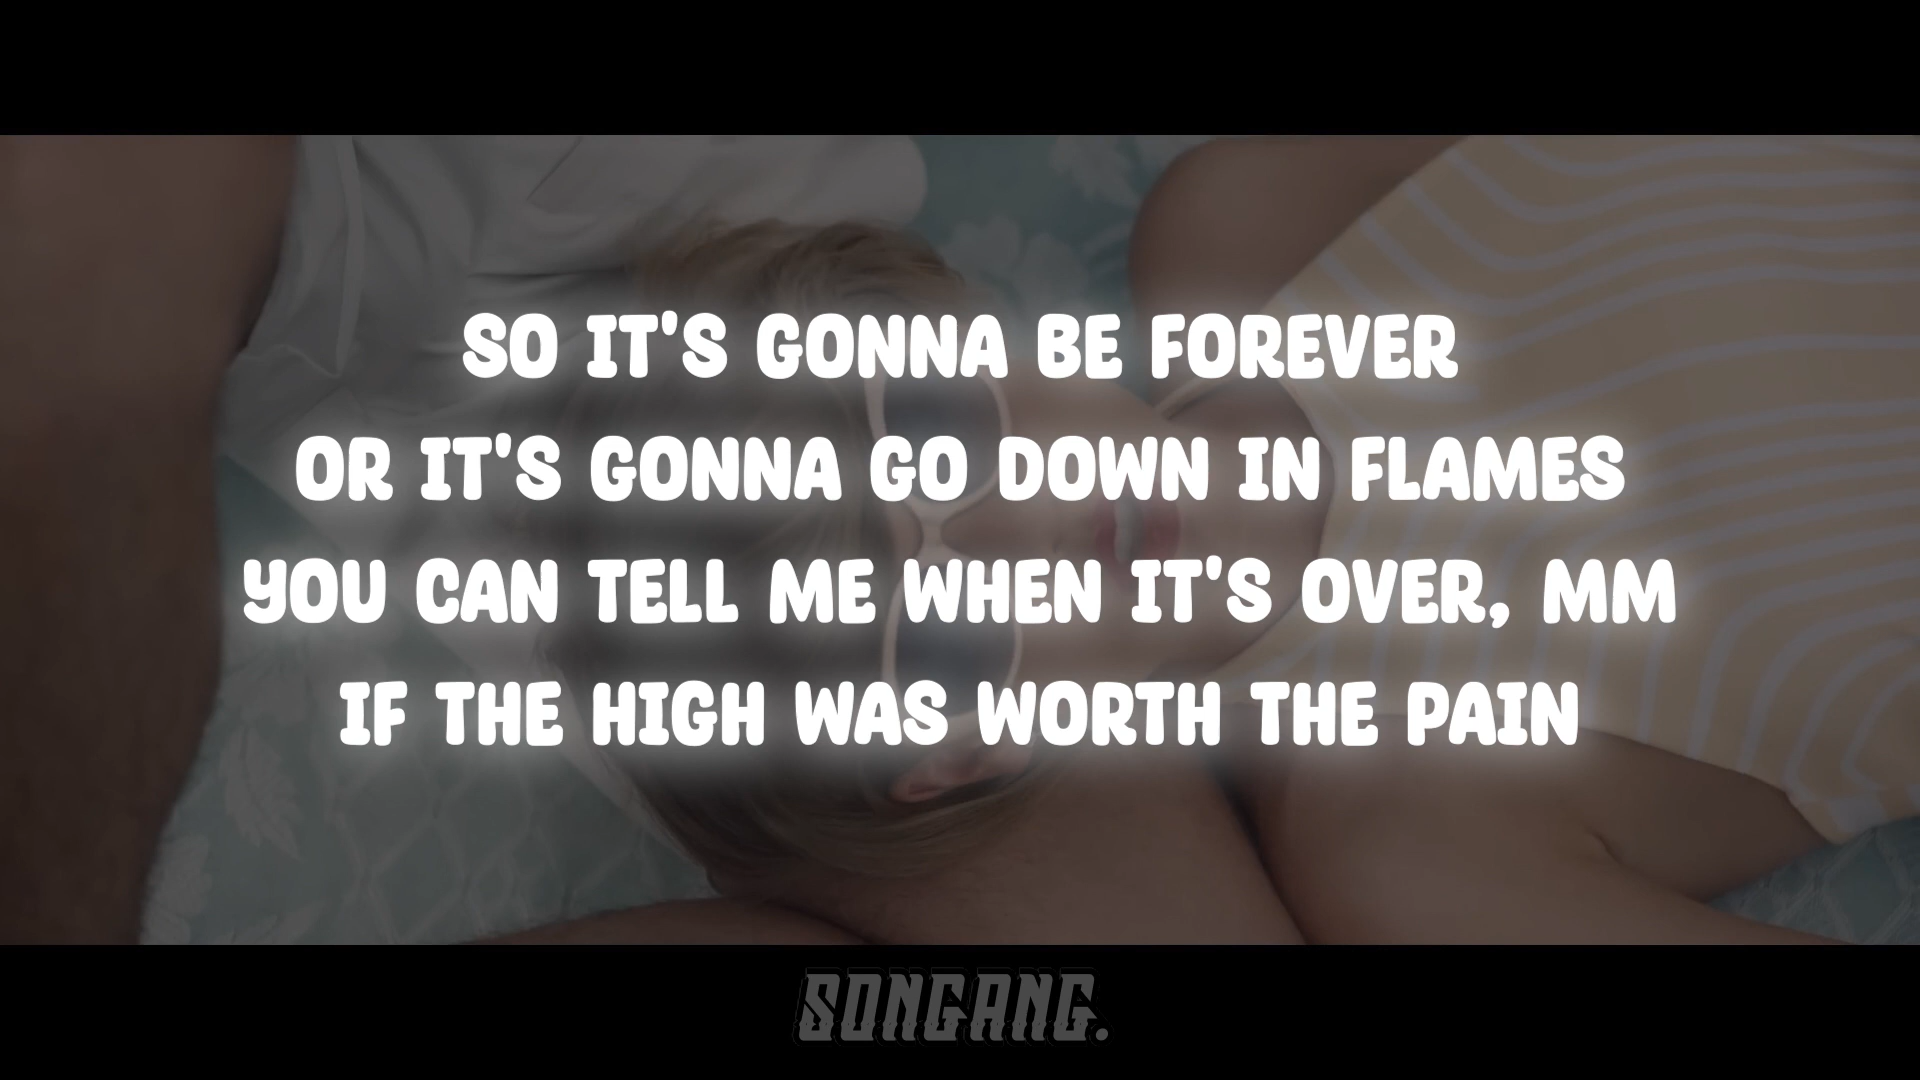 SO IT'S GONNA BE FOREVER
OR IT'S GONNA GO DOWN IN FLAMES
YOU CAN TELL ME WHEN IT'S OVER, MM
IF THE HIGH WAS WORTH THE PAIN
SONGANG.